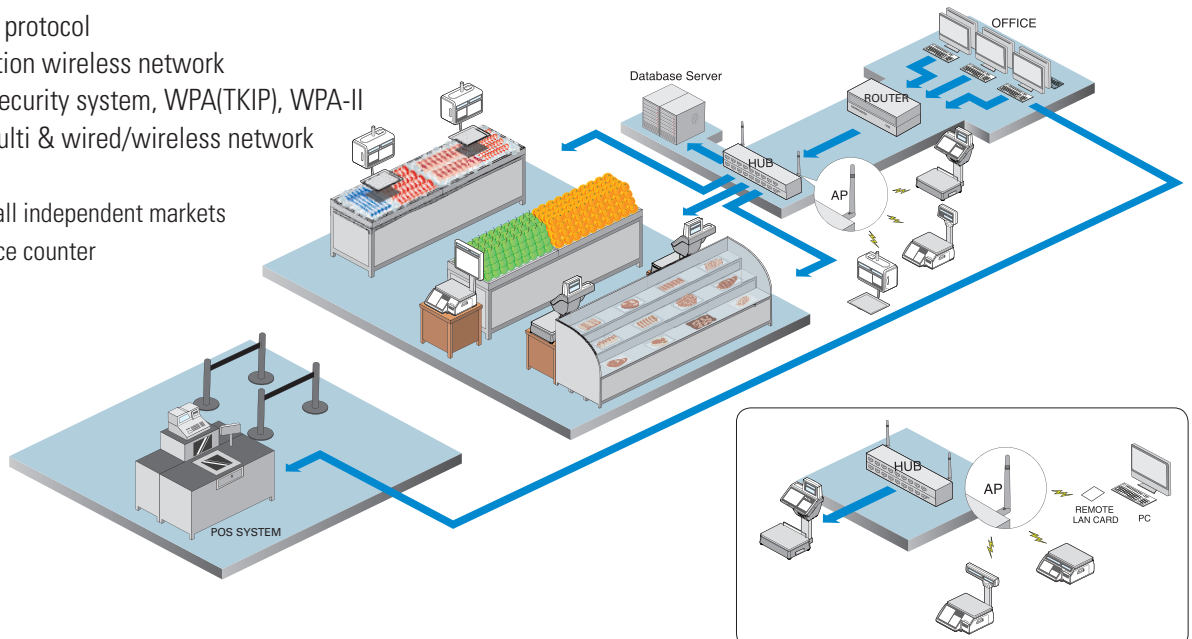 protocol
tion wireless network
ecurity system, WPA(TKIP), WPA-II
ulti & wired/wireless network
all independent markets
ce counter
OFFICE
Database Server
ROUTER
HUB
AP
POS SYSTEM
HUB
AP
REMOTE
LAN CARD
PC